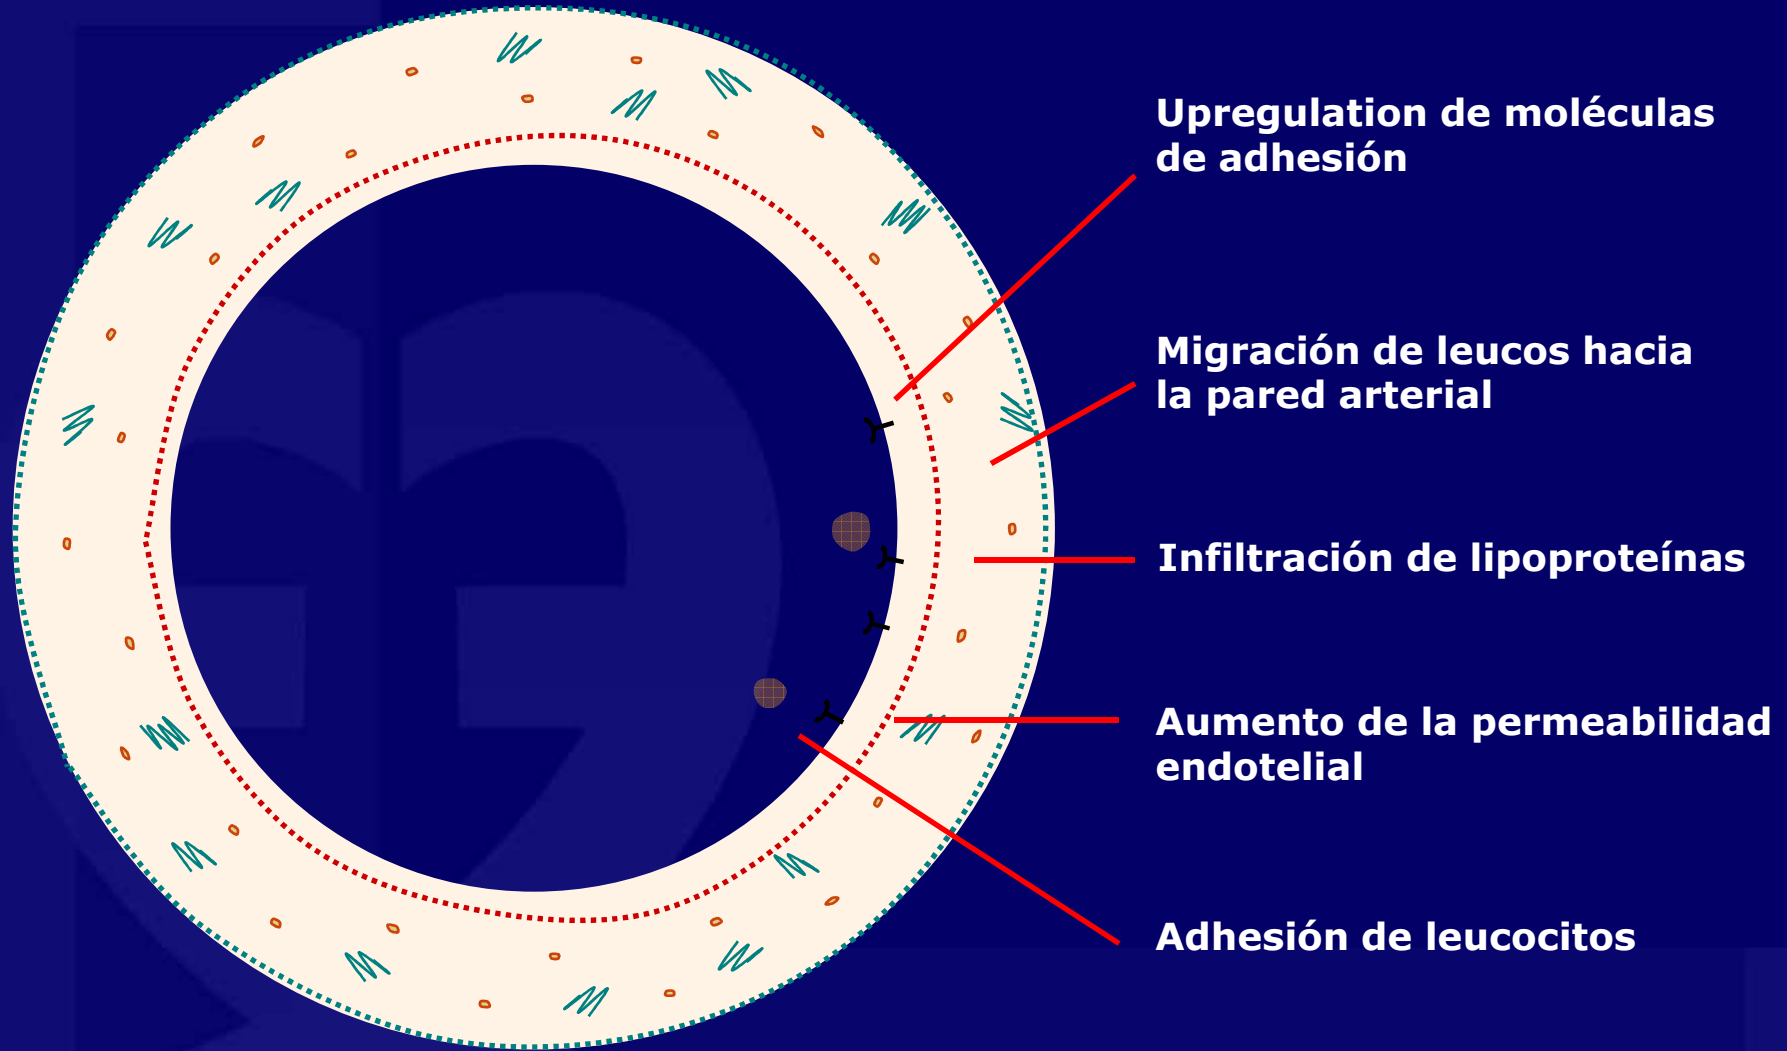 Upregulation de moléculas
de adhesión
Migración de leucos hacia
la pared arterial
Infiltración de lipoproteínas
Aumento de la permeabilidad
endotelial
Adhesión de leucocitos